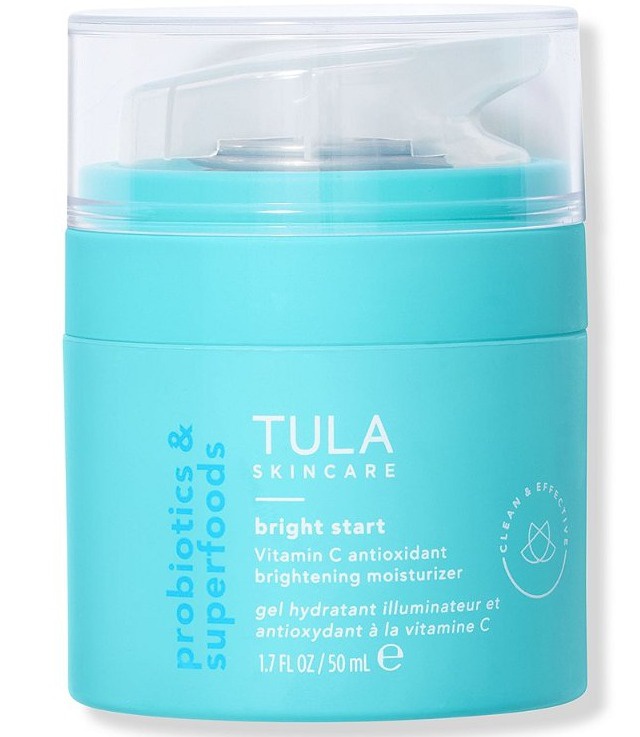 probiotics &
superfoods
TULA
SKINCARE
bright start
Vitamin C antioxidant
brightening moisturizer
gel hydratant illuminateur et
antioxydant à la vitamine C
1.7 FL OZ / 50 mL ℮
CLEAN & EFFECTIVE